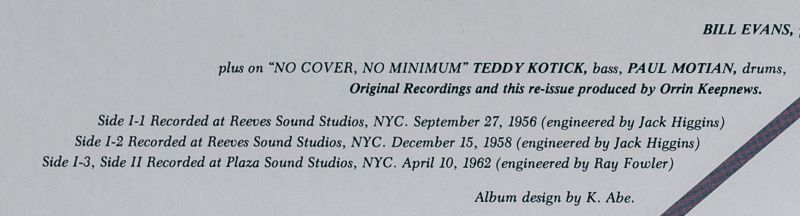 BILL EVANS,
plus on "NO COVER, NO MINIMUM" TEDDY KOTICK, bass, PAUL MOTIAN, drums,
Original Recordings and this re-issue produced by Orrin Keepnews.
Side I-1 Recorded at Reeves Sound Studios, NYC. September 27, 1956 (engineered by Jack Higgins)
Side I-2 Recorded at Reeves Sound Studios, NYC. December 15, 1958 (engineered by Jack Higgins)
Side I-3, Side II Recorded at Plaza Sound Studios, NYC. April 10, 1962 (engineered by Ray Fowler)
Album design by K. Abe.